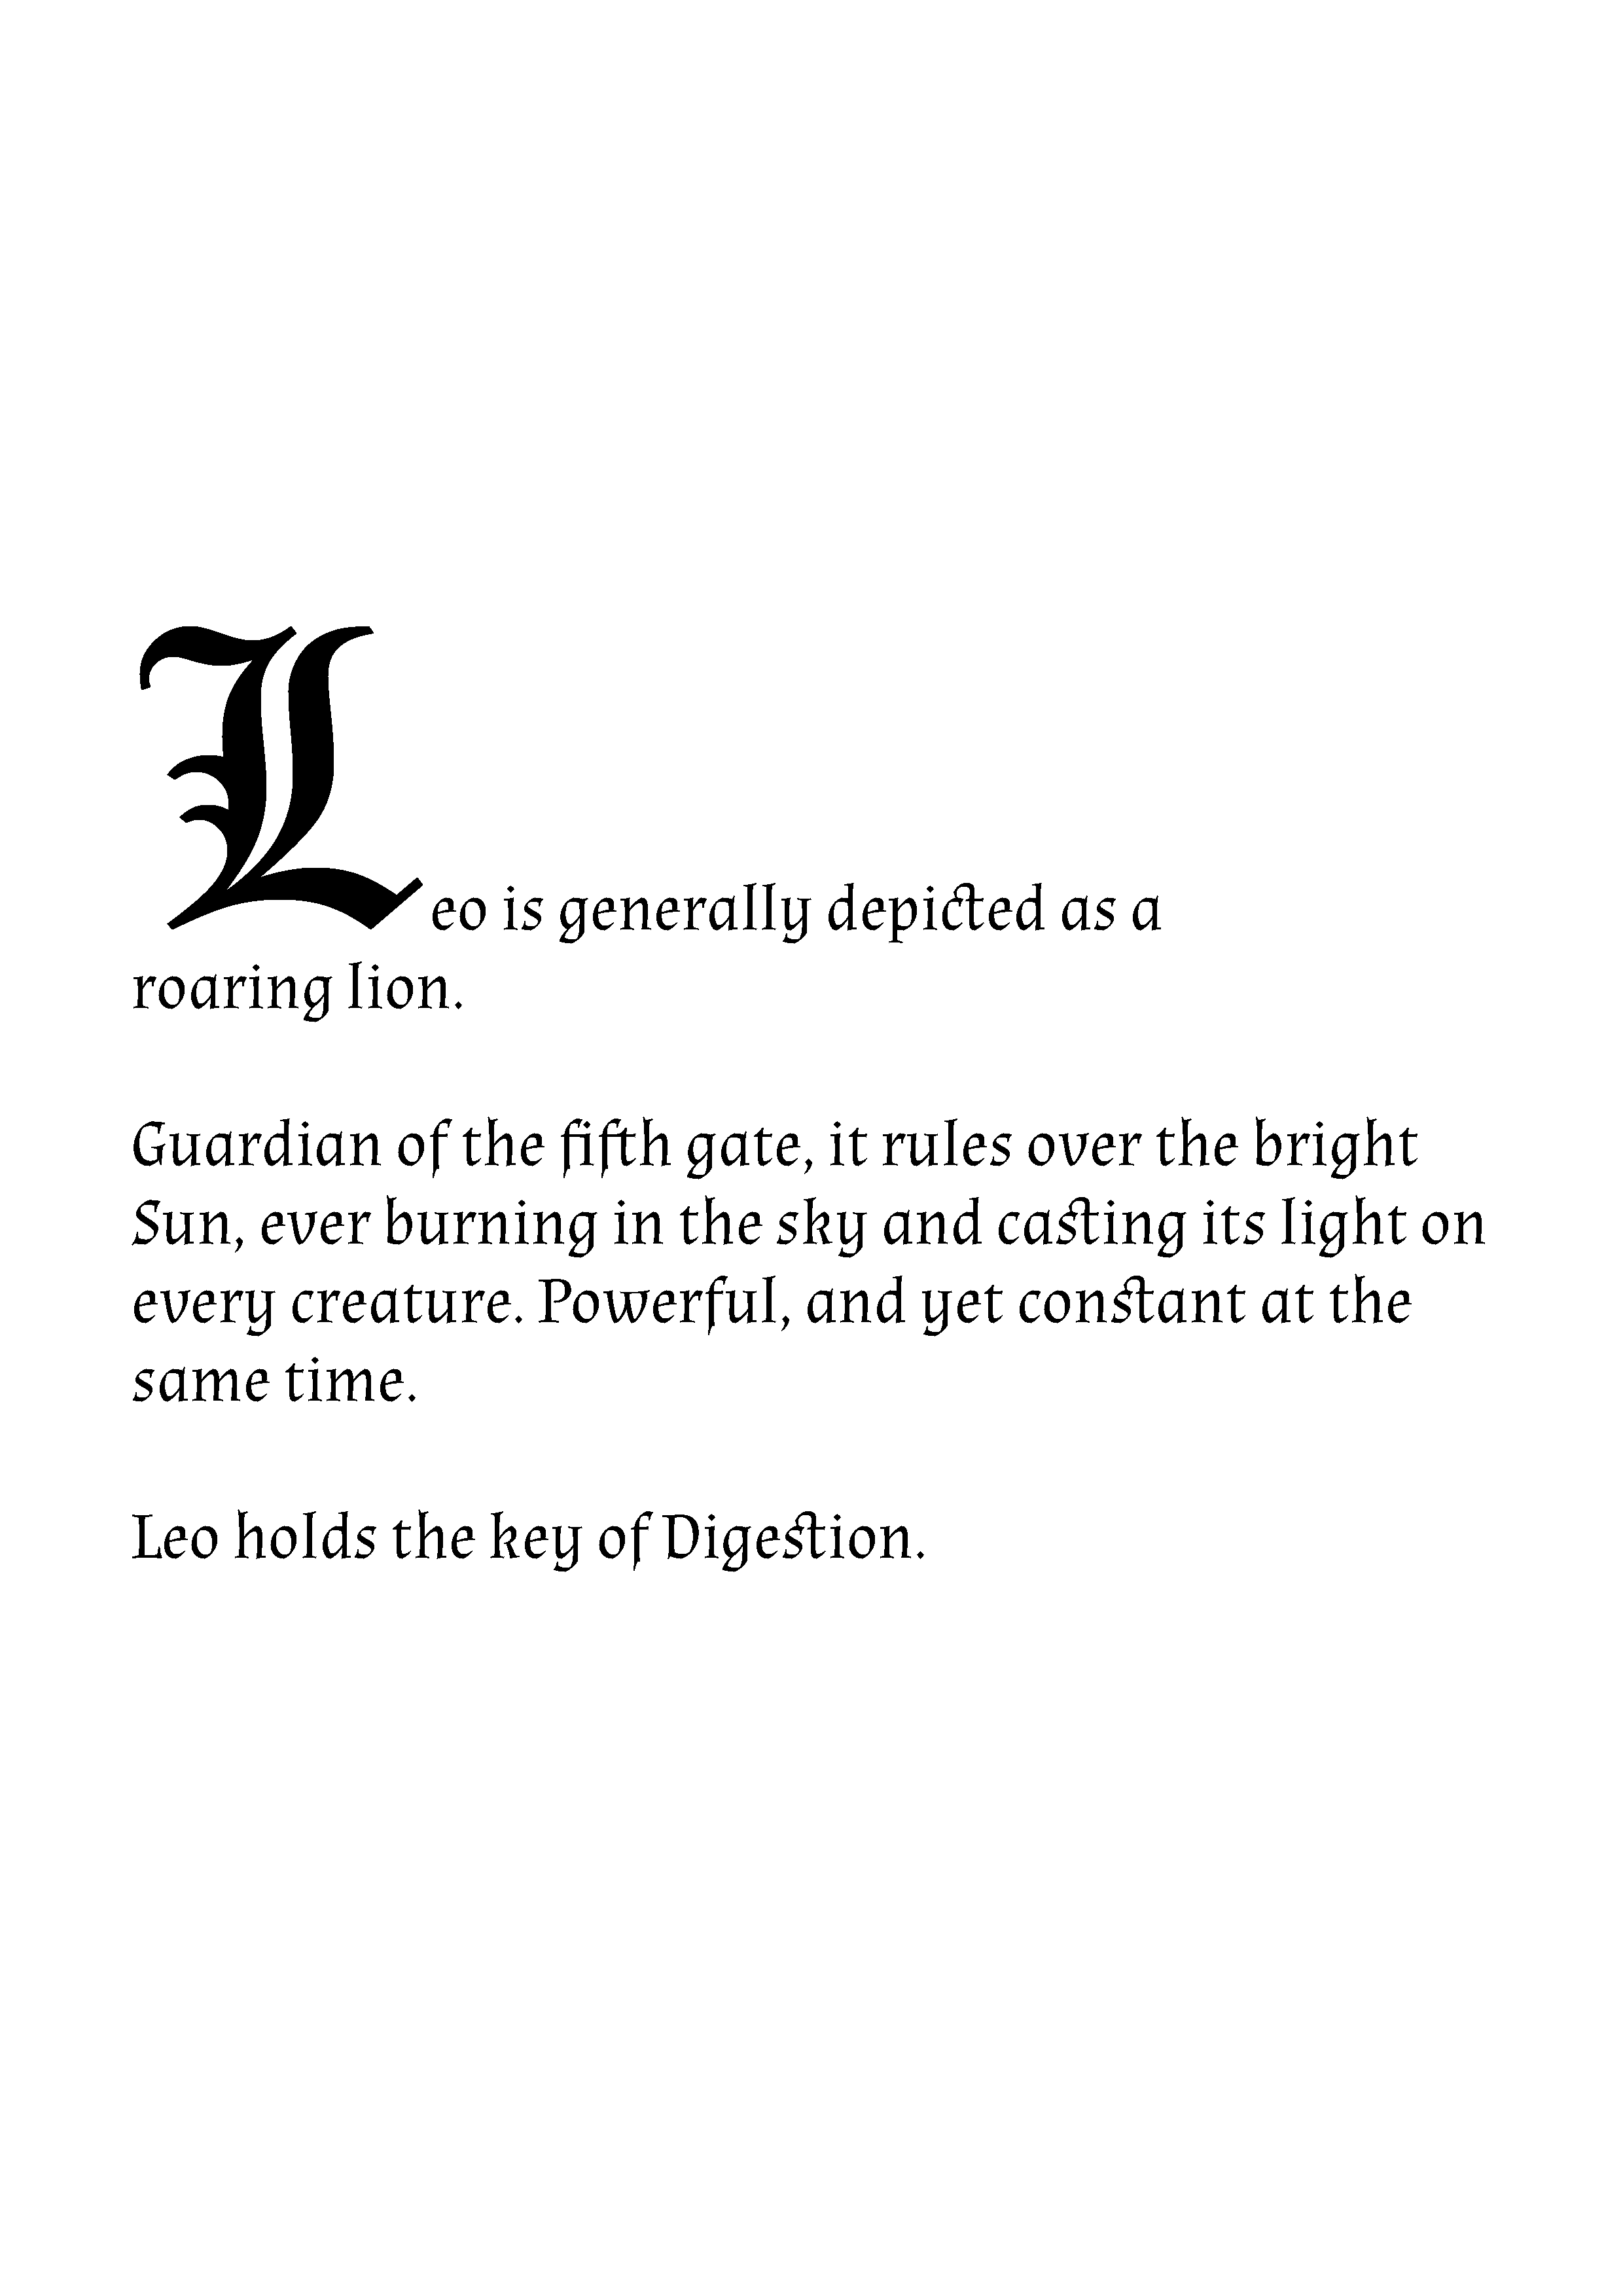 Leo is generally depicted as a
roaring lion.
Guardian of the fifth gate, it rules over the bright
Sun, ever burning in the sky and casting its light on
every creature. Powerful, and yet constant at the
same time.
Leo holds the key of Digestion.